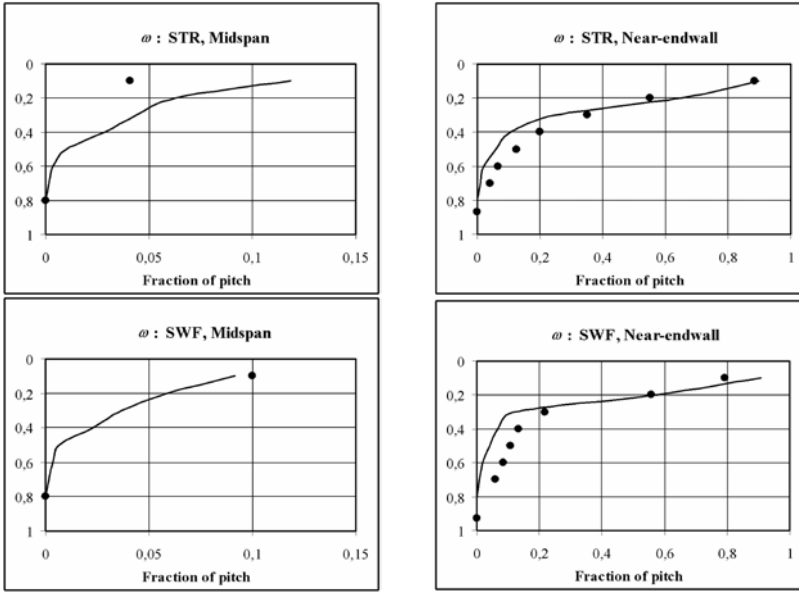 ω : STR, Midspan
0
0,2
0,4
0,6
0,8
1
0 0,05 0,1 0,15
Fraction of pitch
ω : STR, Near-endwall
0
0,2
0,4
0,6
0,8
1
0 0,2 0,4 0,6 0,8 1
Fraction of pitch
ω : SWF, Midspan
0
0,2
0,4
0,6
0,8
1
0 0,05 0,1 0,15
Fraction of pitch
ω : SWF, Near-endwall
0
0,2
0,4
0,6
0,8
1
0 0,2 0,4 0,6 0,8 1
Fraction of pitch